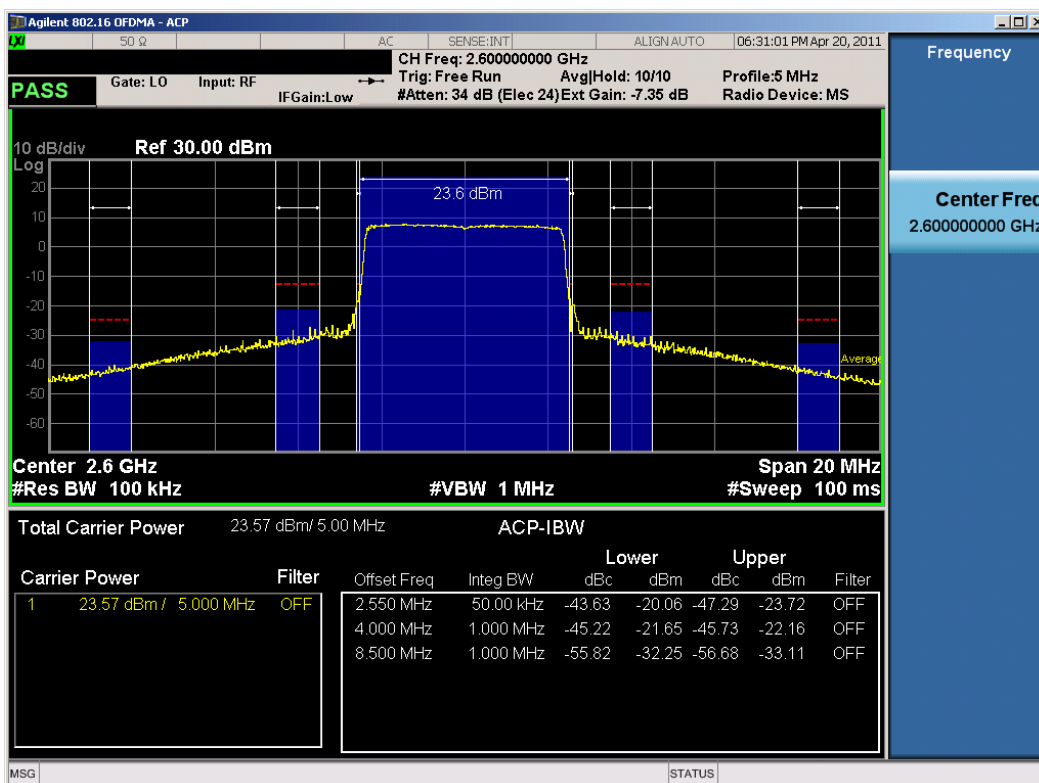 Agilent 802.16 OFDMA - ACP
LXI 50 Ω AC SENSE:INT ALIGN AUTO 06:31:01 PM Apr 20, 2011
Frequency
CH Freq: 2.600000000 GHz
PASS Gate: LO Input: RF Trig: Free Run Avg|Hold: 10/10 Profile:5 MHz
IFGain:Low #Atten: 34 dB (Elec 24) Ext Gain: -7.35 dB Radio Device: MS
10 dB/div Ref 30.00 dBm
Log
20
23.6 dBm
10
0
-10
-20
-30
-40
Average
-50
-60
Center 2.6 GHz Span 20 MHz
#Res BW 100 kHz #VBW 1 MHz #Sweep 100 ms
Center Freq
2.600000000 GHz
Total Carrier Power 23.57 dBm/ 5.00 MHz ACP-IBW
Lower Upper
Carrier Power Filter Offset Freq Integ BW dBc dBm dBc dBm Filter
1 23.57 dBm / 5.000 MHz OFF 2.550 MHz 50.00 kHz -43.63 -20.06 -47.29 -23.72 OFF
4.000 MHz 1.000 MHz -45.22 -21.65 -45.73 -22.16 OFF
8.500 MHz 1.000 MHz -55.82 -32.25 -56.68 -33.11 OFF
MSG STATUS